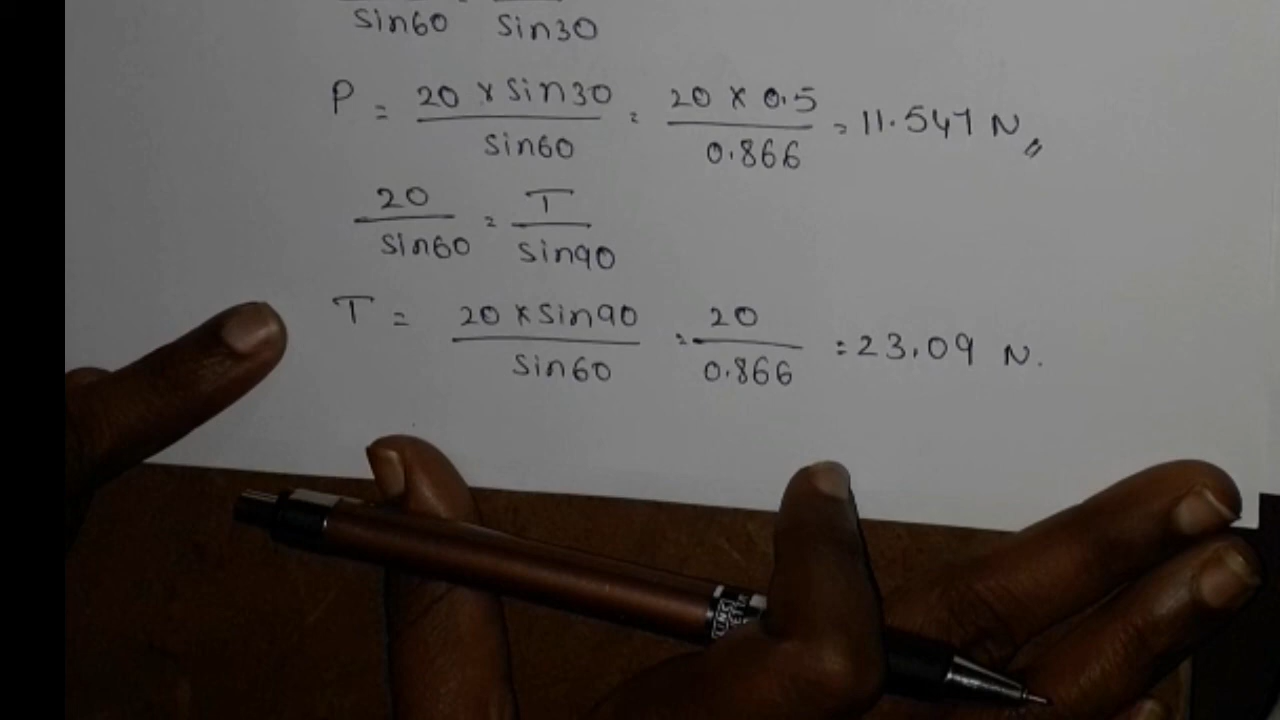 sin60 sin30
P = 20 × sin30 / sin60 = 20 × 0.5 / 0.866 = 11.547 N
20 / sin60 = T / sin90
T = 20 × sin90 / sin60 = 20 / 0.866 = 23.09 N.